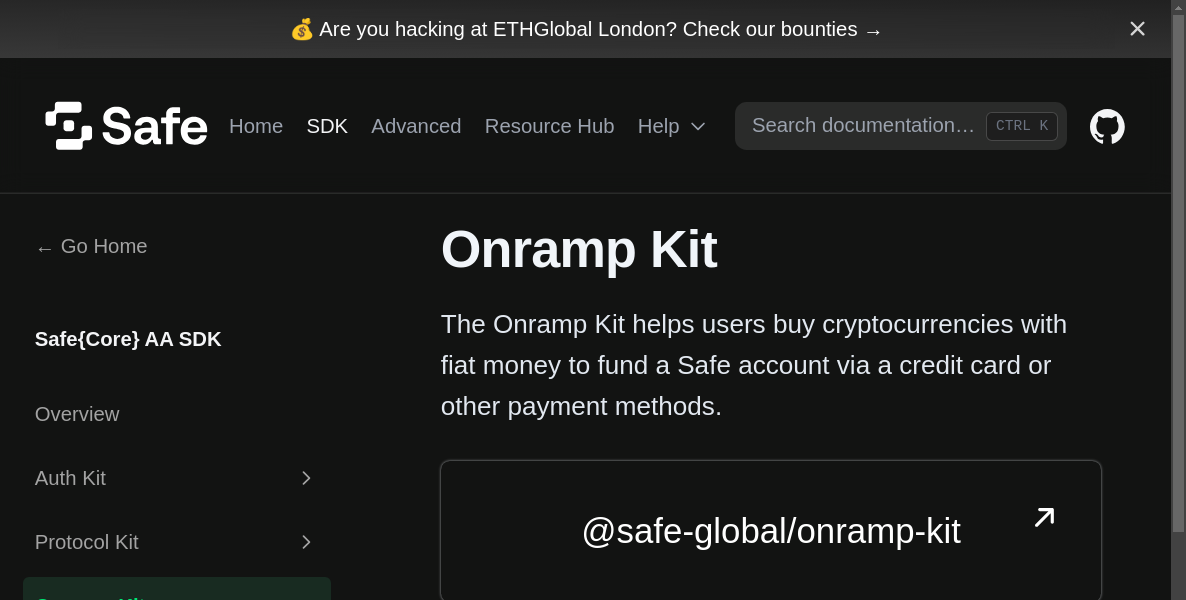 💰 Are you hacking at ETHGlobal London? Check our bounties →
Safe
Home
SDK
Advanced
Resource Hub
Help
Search documentation…
CTRL K
← Go Home
Safe{Core} AA SDK
Overview
Auth Kit
Protocol Kit
Onramp Kit
The Onramp Kit helps users buy cryptocurrencies with
fiat money to fund a Safe account via a credit card or
other payment methods.
@safe-global/onramp-kit